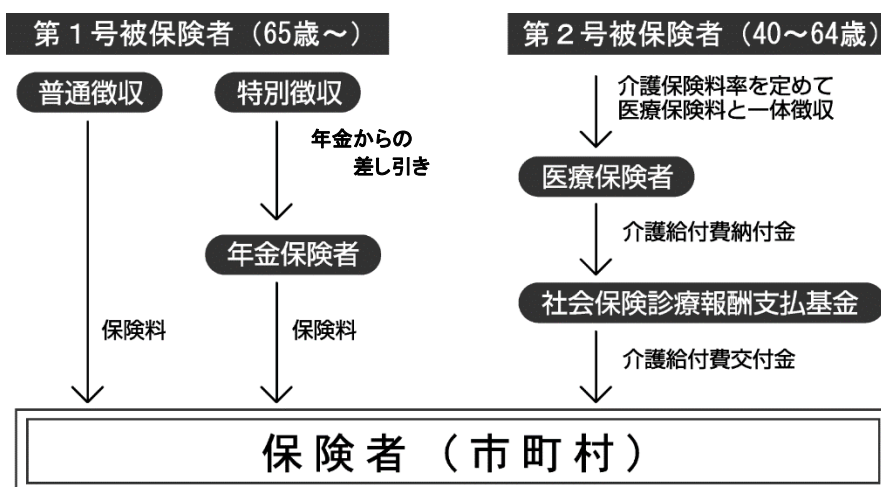 第1号被保険者（65歳～）
普通徴収
特別徴収
年金からの
差し引き
年金保険者
保険料
保険料
第２号被保険者（40～64歳）
介護保険料率を定めて
医療保険料と一体徴収
医療保険者
介護給付費納付金
社会保険診療報酬支払基金
介護給付費交付金
保険者（市町村）